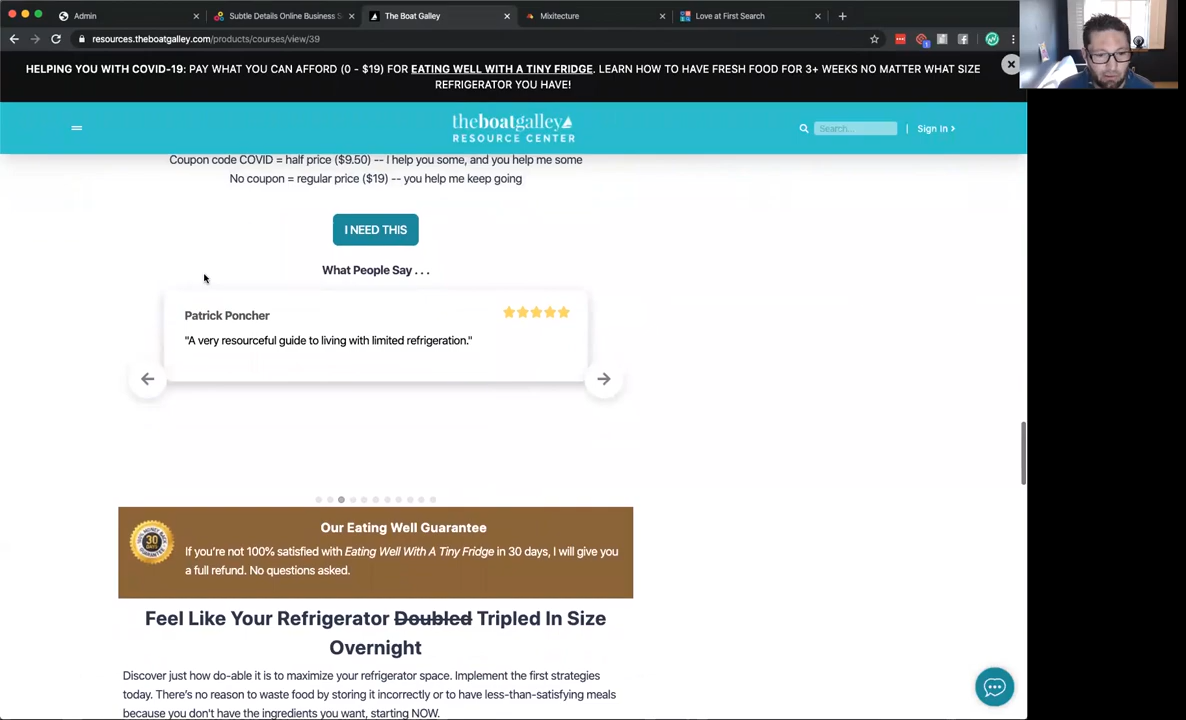 Admin
Subtle Details Online Business S
The Boat Galley
Mixitecture
Love at First Search
resources.theboatgalley.com/products/courses/view/39
HELPING YOU WITH COVID-19: PAY WHAT YOU CAN AFFORD (0 - $19) FOR EATING WELL WITH A TINY FRIDGE. LEARN HOW TO HAVE FRESH FOOD FOR 3+ WEEKS NO MATTER WHAT SIZE
REFRIGERATOR YOU HAVE!
theboatgalley
RESOURCE CENTER
Search...
| Sign In >
Coupon code COVID = half price ($9.50) -- I help you some, and you help me some
No coupon = regular price ($19) -- you help me keep going
I NEED THIS
What People Say . . .
Patrick Poncher
"A very resourceful guide to living with limited refrigeration."
30
DAYS
Our Eating Well Guarantee
If you're not 100% satisfied with Eating Well With A Tiny Fridge in 30 days, I will give you
a full refund. No questions asked.
Feel Like Your Refrigerator Doubled Tripled In Size
Overnight
Discover just how do-able it is to maximize your refrigerator space. Implement the first strategies
today. There's no reason to waste food by storing it incorrectly or to have less-than-satisfying meals
because you don't have the ingredients you want, starting NOW.